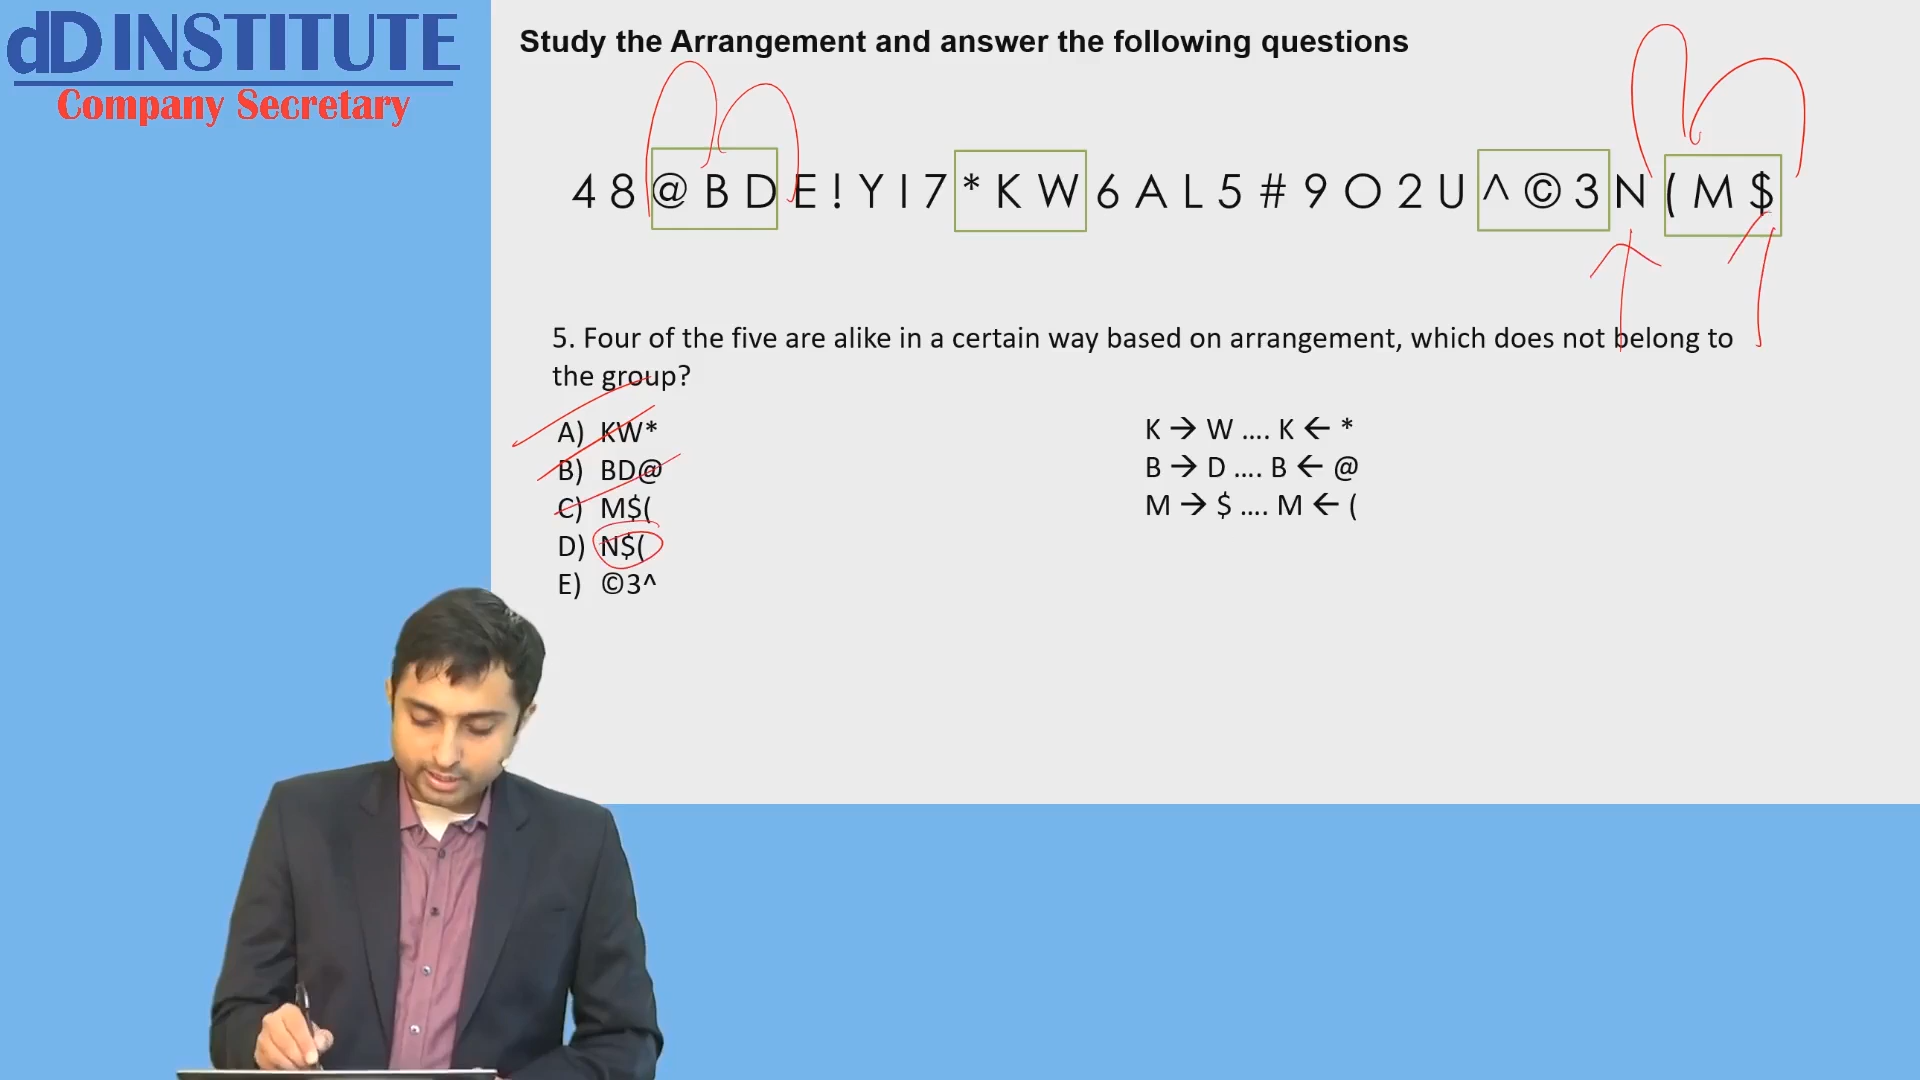 dD INSTITUTE
Company Secretary
Study the Arrangement and answer the following questions
4 8 @ B D E ! Y I 7 * K W 6 A L 5 # 9 O 2 U ^ © 3 N ( M $
5. Four of the five are alike in a certain way based on arrangement, which does not belong to
the group?
A) KW*
B) BD@
C) M$(
D) N$(
E) ©3^
K → W .... K ← *
B → D .... B ← @
M → $ .... M ← (